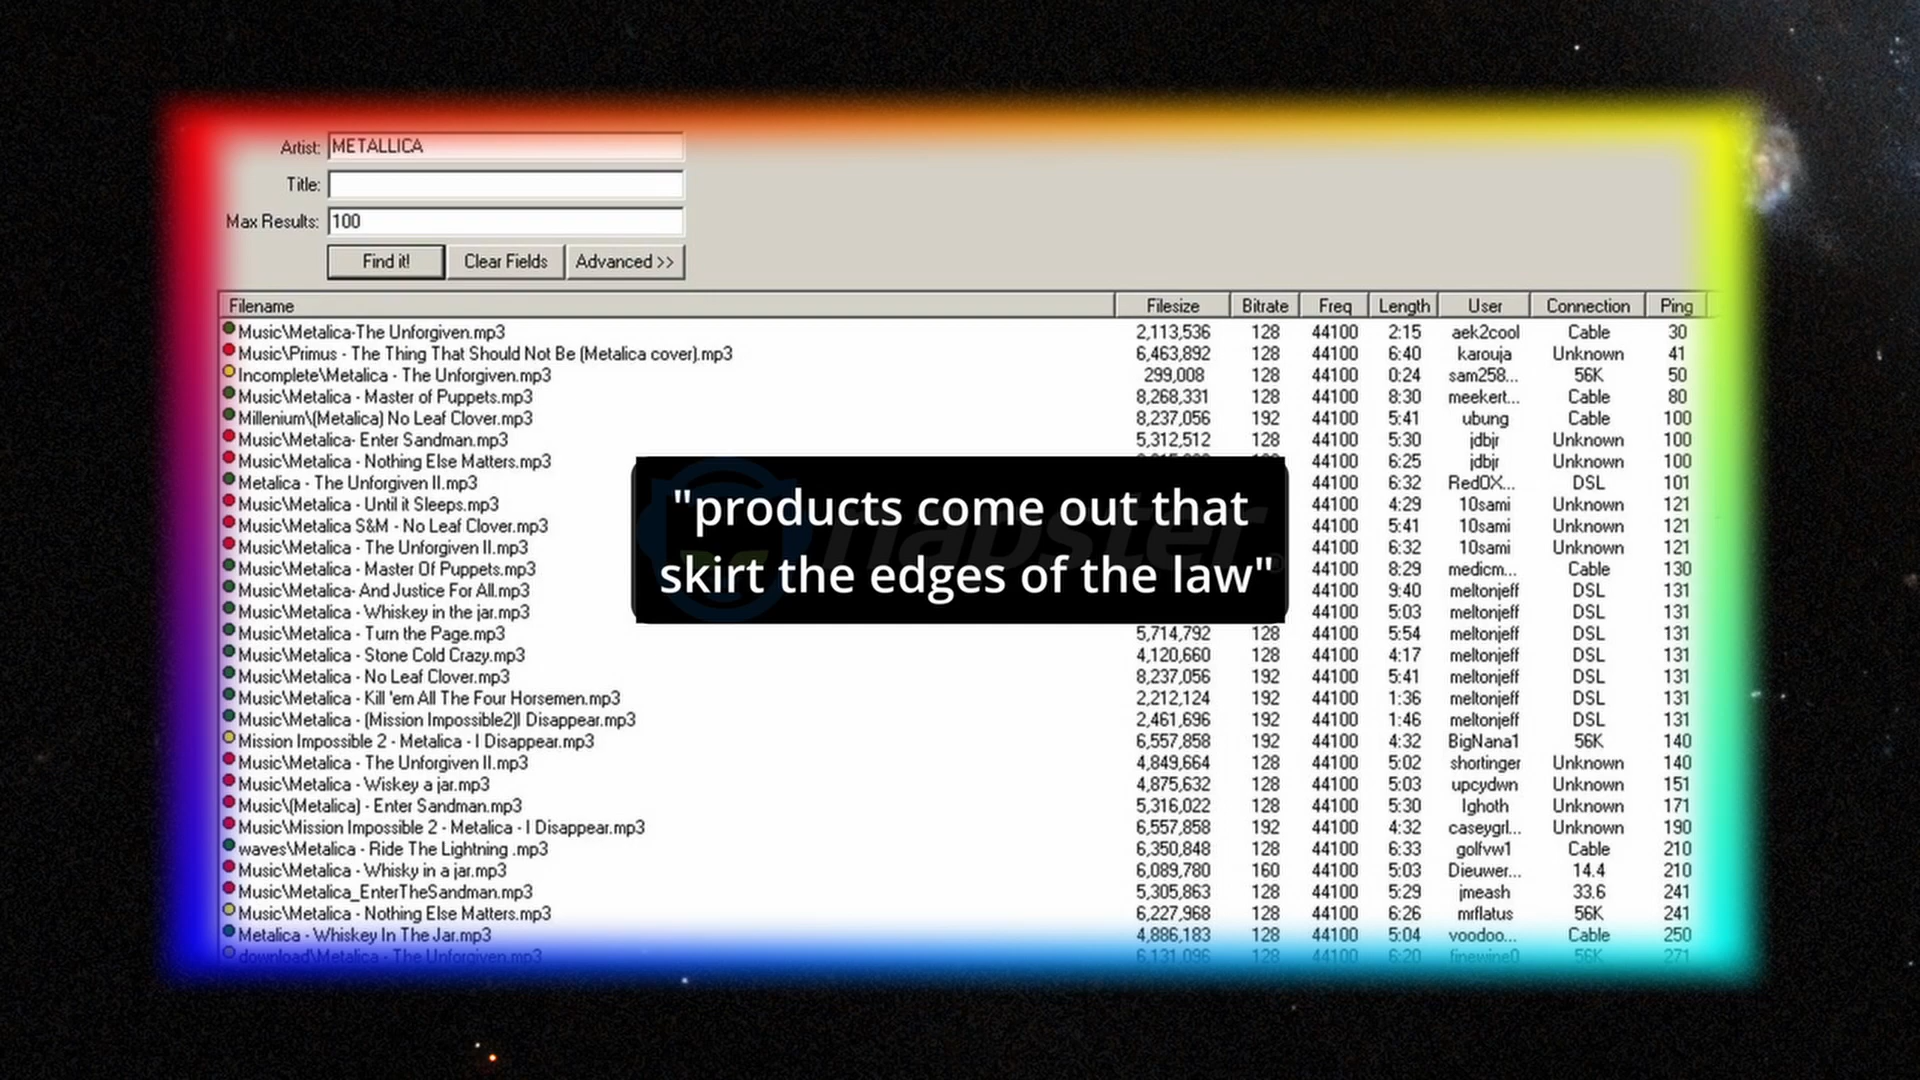 Artist: METALLICA
Title:
Max Results: 100
Find it! Clear Fields Advanced >>
Filename Filesize Bitrate Freq Length User Connection Ping
Music\Metalica-The Unforgiven.mp3 2,113,536 128 44100 2:15 aek2cool Cable 30
Music\Primus - The Thing That Should Not Be (Metalica cover).mp3 6,463,892 128 44100 6:40 karouja Unknown 41
Incomplete\Metalica - The Unforgiven.mp3 299,008 128 44100 0:24 sam258... 56K 50
Music\Metalica - Master of Puppets.mp3 8,268,331 128 44100 8:30 meekert... Cable 80
Millenium\(Metalica) No Leaf Clover.mp3 8,237,056 192 44100 5:41 ubung Cable 100
Music\Metalica- Enter Sandman.mp3 5,312,512 128 44100 5:30 jdbjr Unknown 100
Music\Metalica - Nothing Else Matters.mp3 44100 6:25 jdbjr Unknown 100
Metalica - The Unforgiven II.mp3 44100 6:32 RedOX... DSL 101
Music\Metalica - Until it Sleeps.mp3 44100 4:29 10sami Unknown 121
Music\Metalica S&M - No Leaf Clover.mp3 44100 5:41 10sami Unknown 121
Music\Metalica - The Unforgiven II.mp3 44100 6:32 10sami Unknown 121
Music\Metalica - Master Of Puppets.mp3 44100 8:29 medicm... Cable 130
Music\Metalica- And Justice For All.mp3 44100 9:40 meltonjeff DSL 131
Music\Metalica - Whiskey in the jar.mp3 44100 5:03 meltonjeff DSL 131
"products come out that
skirt the edges of the law"
napster
Music\Metalica - Turn the Page.mp3 5,714,792 128 44100 5:54 meltonjeff DSL 131
Music\Metalica - Stone Cold Crazy.mp3 4,120,660 128 44100 4:17 meltonjeff DSL 131
Music\Metalica - No Leaf Clover.mp3 8,237,056 192 44100 5:41 meltonjeff DSL 131
Music\Metalica - Kill 'em All The Four Horsemen.mp3 2,212,124 192 44100 1:36 meltonjeff DSL 131
Music\Metalica - (Mission Impossible2)I Disappear.mp3 2,461,696 192 44100 1:46 meltonjeff DSL 131
Mission Impossible 2 - Metalica - I Disappear.mp3 6,557,858 192 44100 4:32 BigNana1 56K 140
Music\Metalica - The Unforgiven II.mp3 4,849,664 128 44100 5:02 shortinger Unknown 140
Music\Metalica - Wiskey a jar.mp3 4,875,632 128 44100 5:03 upcydwn Unknown 151
Music\(Metalica) - Enter Sandman.mp3 5,316,022 128 44100 5:30 lghoth Unknown 171
Music\Mission Impossible 2 - Metalica - I Disappear.mp3 6,557,858 192 44100 4:32 caseygrl... Unknown 190
waves\Metalica - Ride The Lightning .mp3 6,350,848 128 44100 6:33 golfvw1 Cable 210
Music\Metalica - Whisky in a jar.mp3 6,089,780 160 44100 5:03 Dieuwer... 14.4 210
Music\Metalica_EnterTheSandman.mp3 5,305,863 128 44100 5:29 jmeash 33.6 241
Music\Metalica - Nothing Else Matters.mp3 6,227,968 128 44100 6:26 mrflatus 56K 241
Metalica - Whiskey In The Jar.mp3 4,886,183 128 44100 5:04 voodoo... Cable 250
download\Metalica - The Unforgiven.mp3 6,131,096 128 44100 6:20 finewine0 56K 271